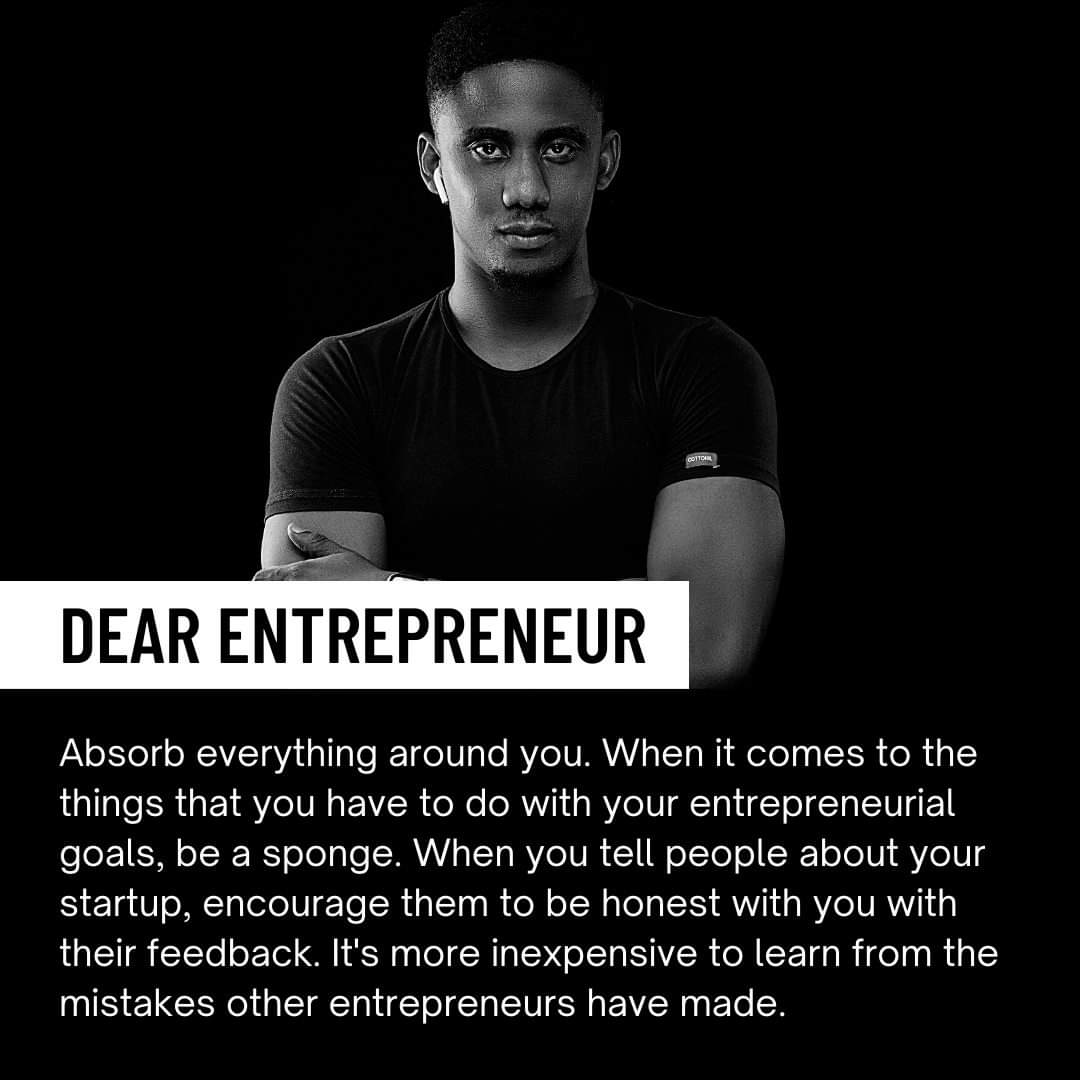 COTTONIL
DEAR ENTREPRENEUR
Absorb everything around you. When it comes to the
things that you have to do with your entrepreneurial
goals, be a sponge. When you tell people about your
startup, encourage them to be honest with you with
their feedback. It's more inexpensive to learn from the
mistakes other entrepreneurs have made.